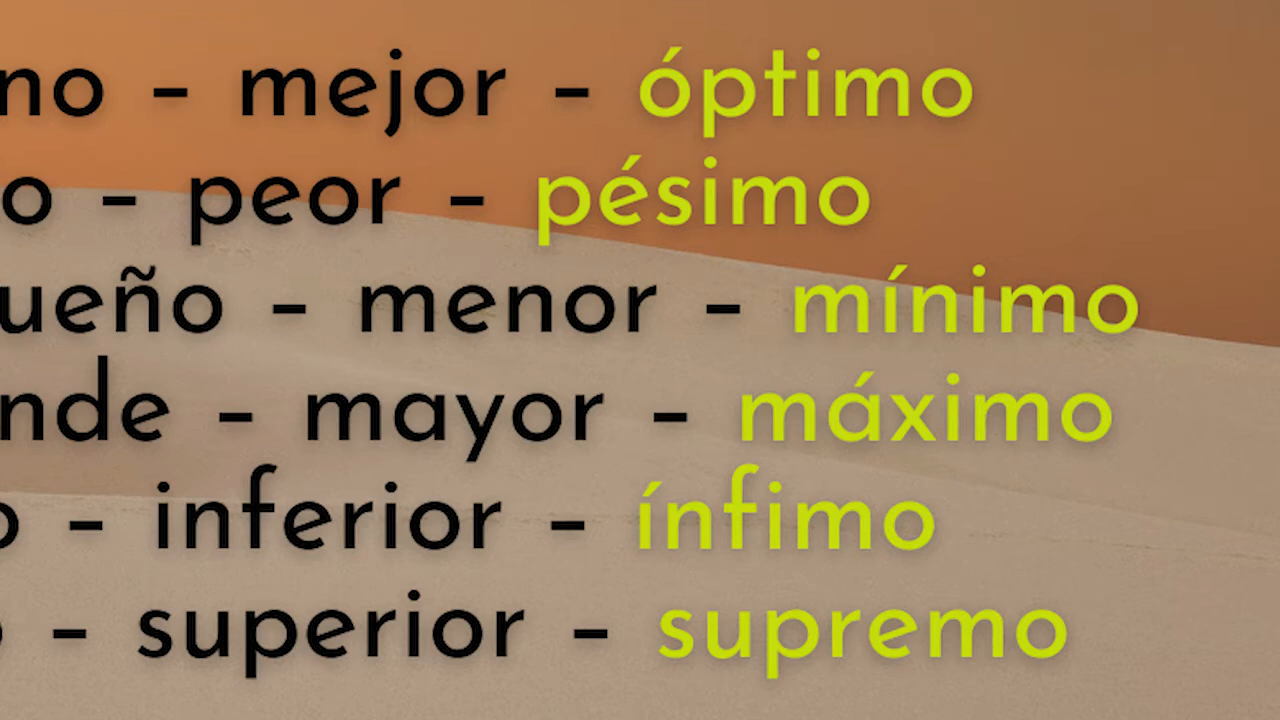 no – mejor – óptimo
o – peor – pésimo
ueño – menor – mínimo
nde – mayor – máximo
o – inferior – ínfimo
o – superior – supremo